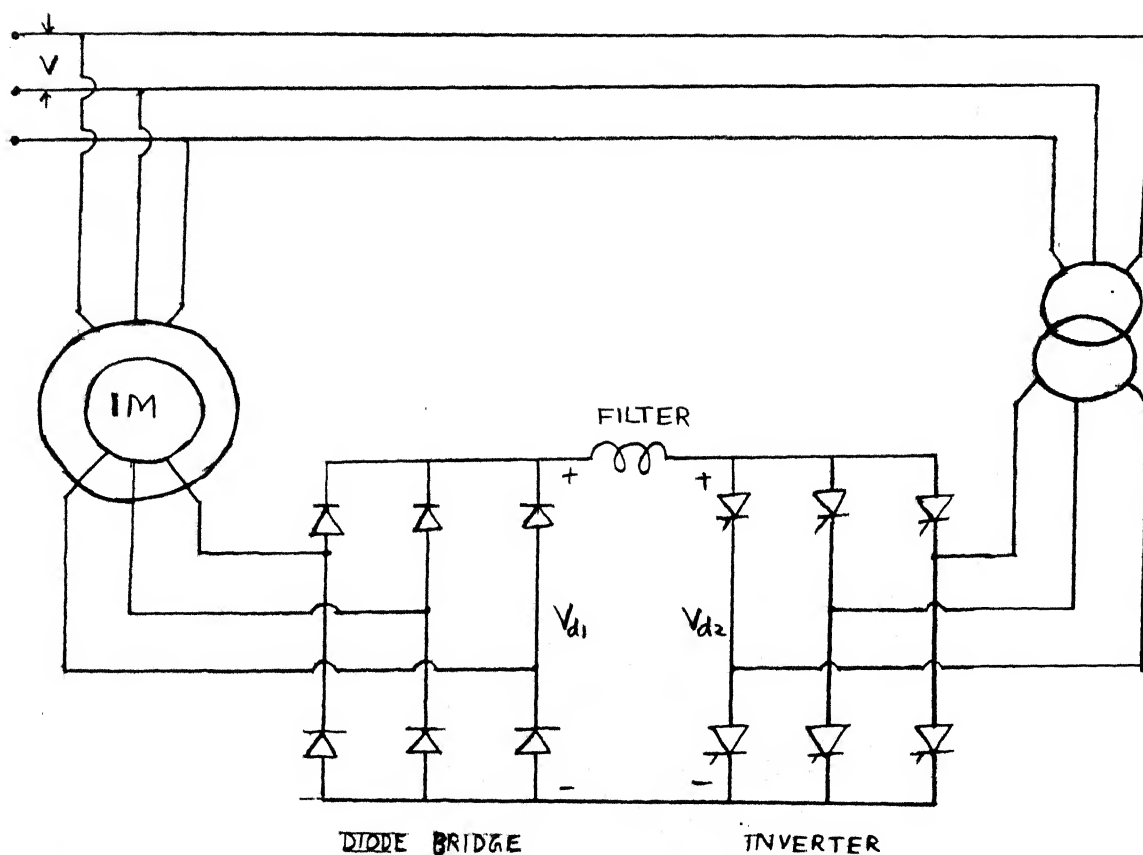 V
IM
FILTER
+
+
Vd1
Vd2
-
-
DIODE BRIDGE
INVERTER